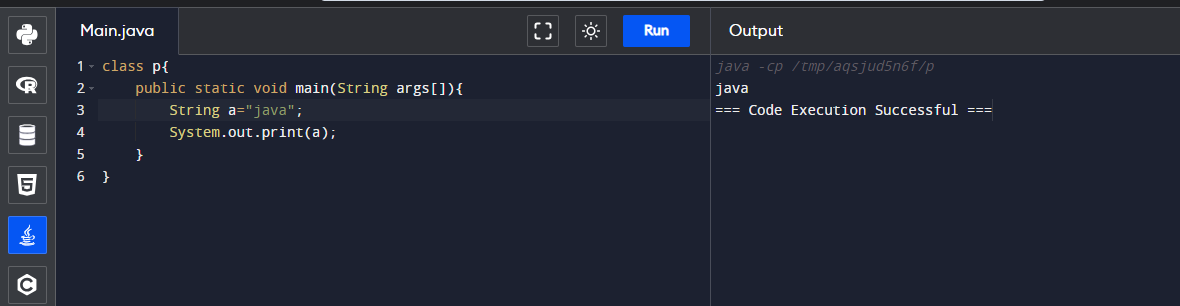 Main.java
Run
Output
1 class p{
2 public static void main(String args[]){
3 String a="java";
4 System.out.print(a);
5 }
6 }
java -cp /tmp/aqsjud5n6f/p
java
=== Code Execution Successful ===